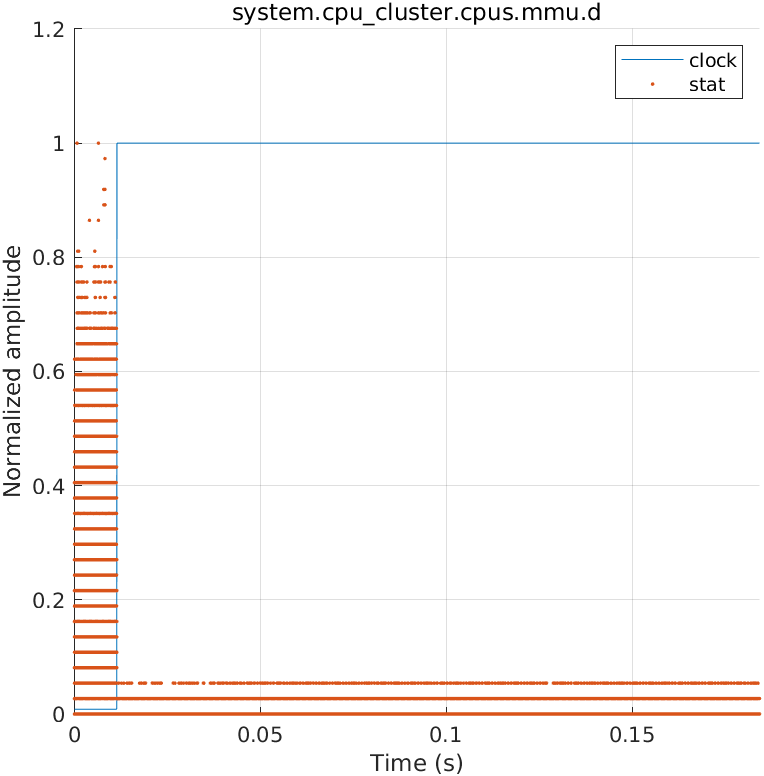 system.cpu_cluster.cpus.mmu.d
clock
stat
1.2
1
0.8
0.6
0.4
0.2
0
Normalized amplitude
0
0.05
0.1
0.15
Time (s)